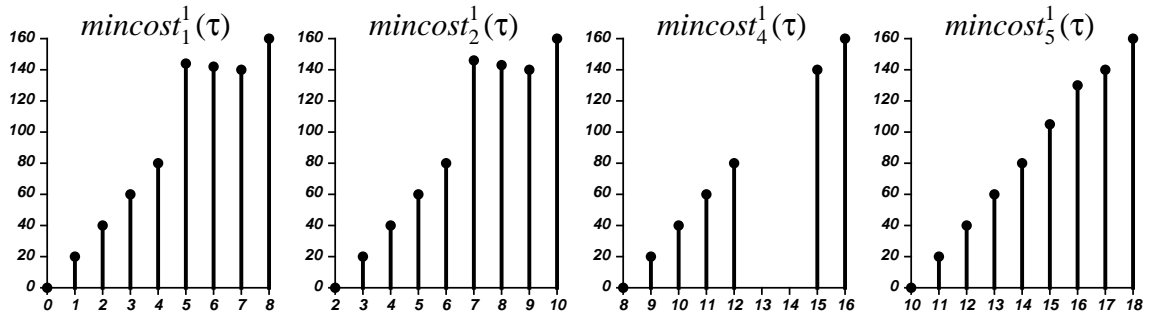 mincost₁¹(τ) mincost₂¹(τ) mincost₄¹(τ) mincost₅¹(τ)
160 160 160 160
140 140 140 140
120 120 120 120
100 100 100 100
80 80 80 80
60 60 60 60
40 40 40 40
20 20 20 20
0 0 0 0
0 1 2 3 4 5 6 7 8 2 3 4 5 6 7 8 9 10 8 9 10 11 12 13 14 15 16 10 11 12 13 14 15 16 17 18